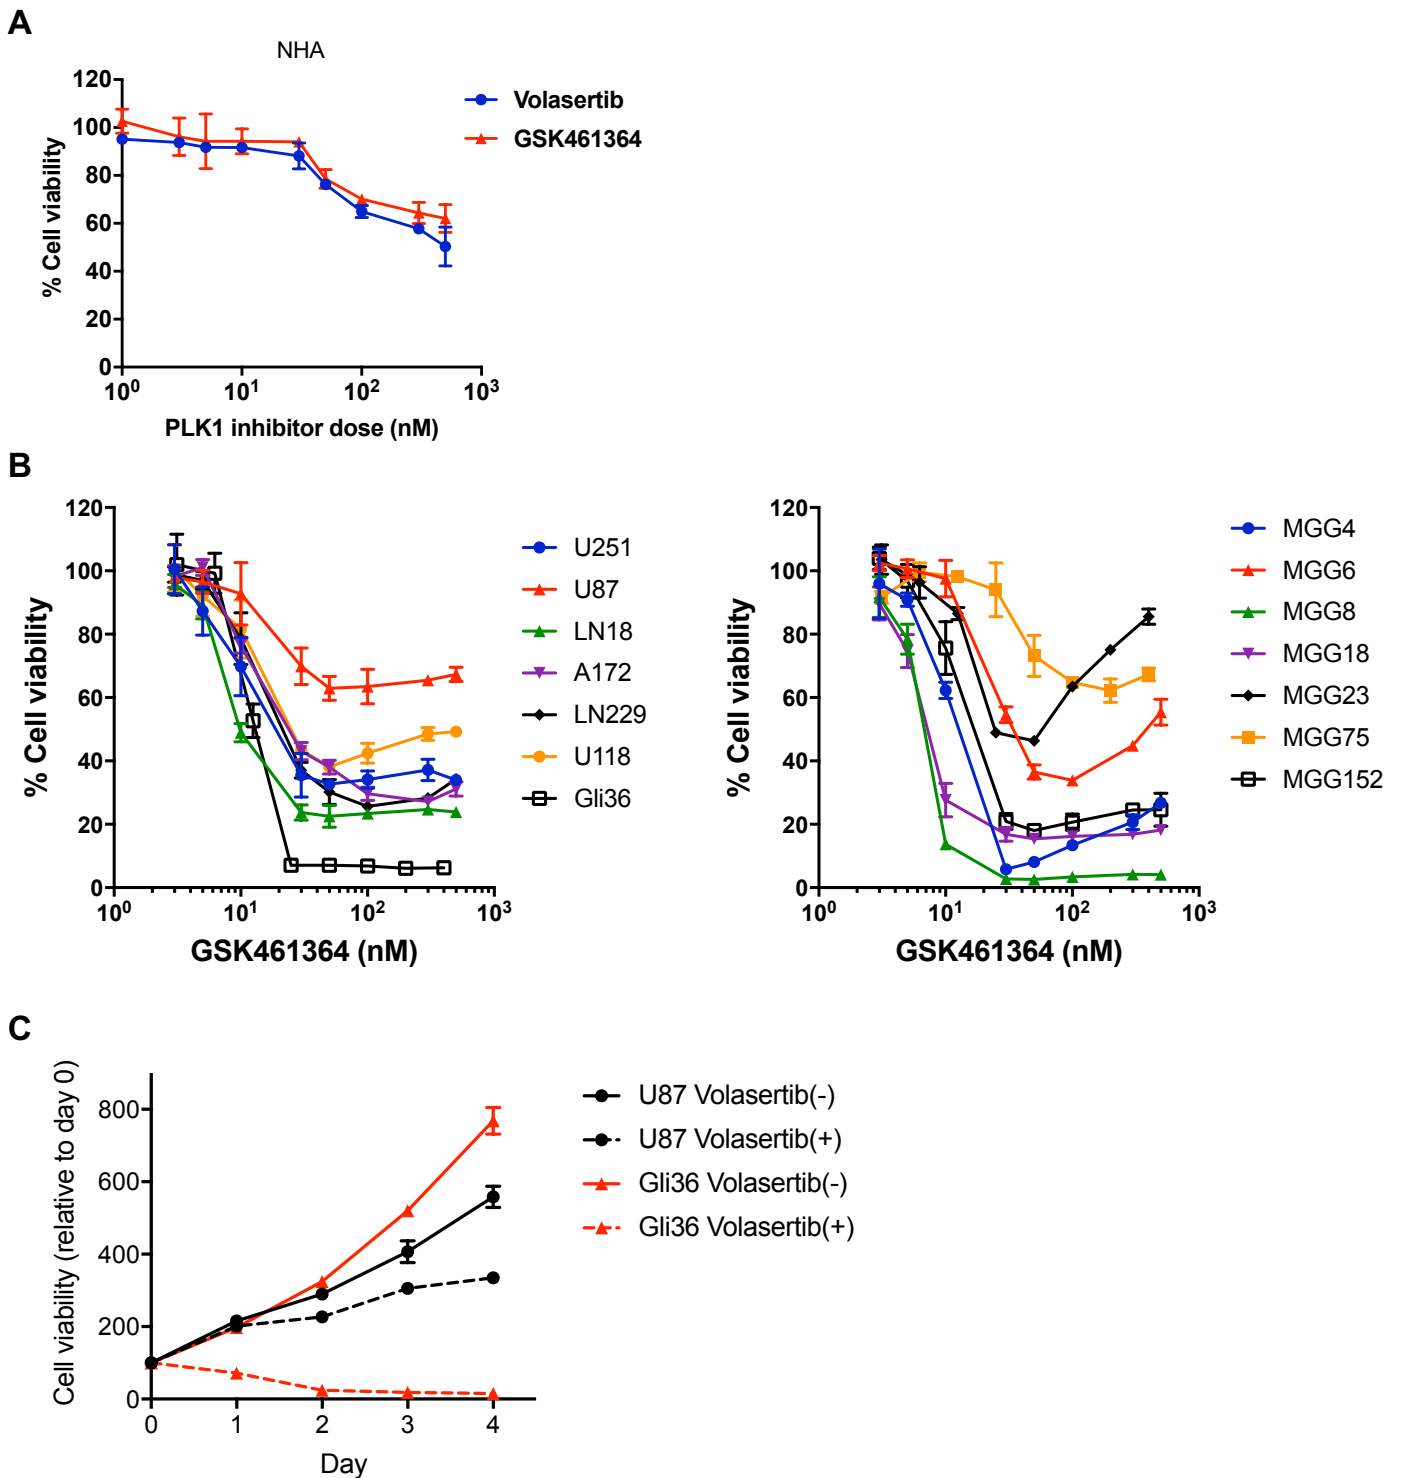 A
NHA
120
100
80
60
40
20
0
% Cell viability
10⁰ 10¹ 10² 10³
PLK1 inhibitor dose (nM)
Volasertib
GSK461364
B
120
100
80
60
40
20
0
% Cell viability
10⁰ 10¹ 10² 10³
GSK461364 (nM)
U251
U87
LN18
A172
LN229
U118
Gli36
120
100
80
60
40
20
0
% Cell viability
10⁰ 10¹ 10² 10³
GSK461364 (nM)
MGG4
MGG6
MGG8
MGG18
MGG23
MGG75
MGG152
C
Cell viability (relative to day 0)
800
600
400
200
0
0 1 2 3 4
Day
U87 Volasertib(-)
U87 Volasertib(+)
Gli36 Volasertib(-)
Gli36 Volasertib(+)